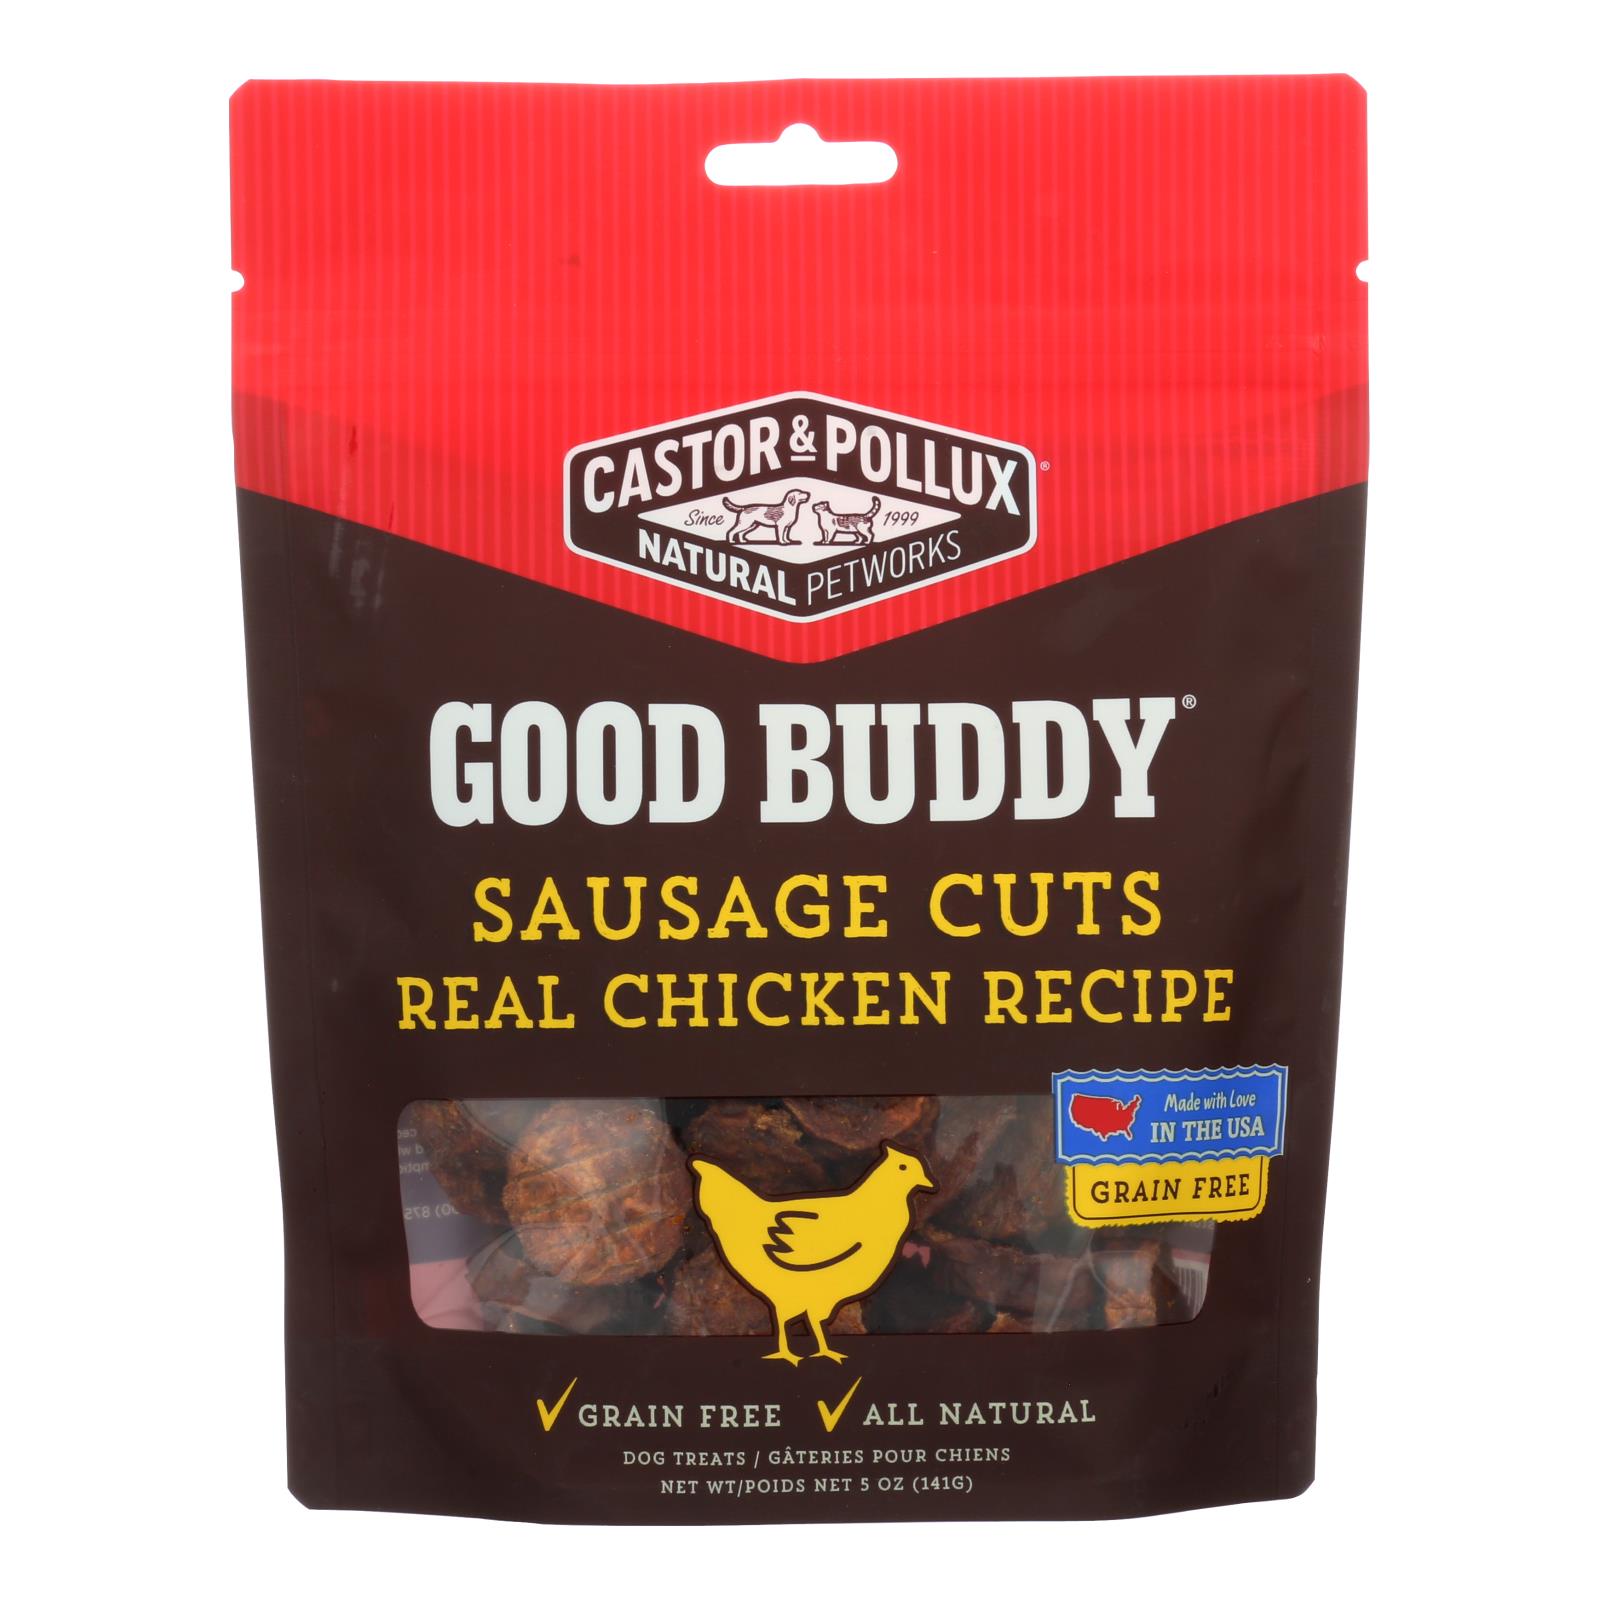 CASTOR & POLLUX®
Since 1999
NATURAL PETWORKS
GOOD BUDDY®
SAUSAGE CUTS
REAL CHICKEN RECIPE
Made with Love
IN THE USA
GRAIN FREE
GRAIN FREE ALL NATURAL
DOG TREATS / GÂTERIES POUR CHIENS
NET WT/POIDS NET 5 OZ (141G)